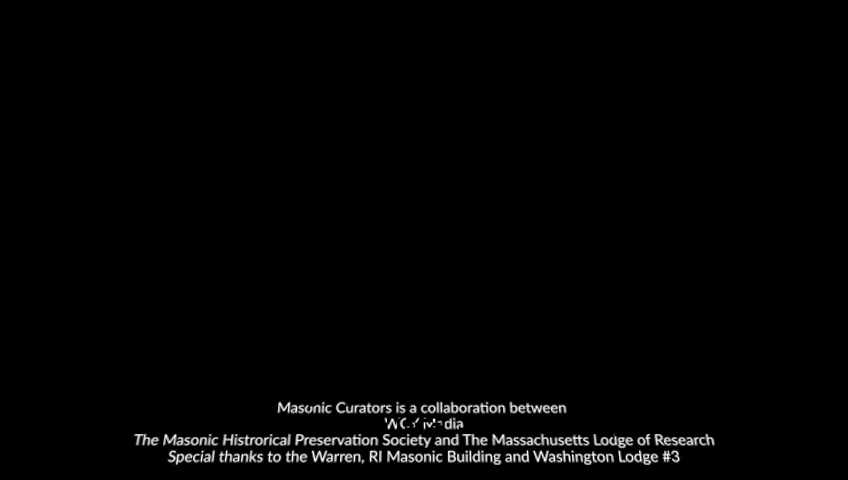 Masonic Curators is a collaboration between
Media
The Masonic Histrorical Preservation Society and The Massachusetts Lodge of Research
Special thanks to the Warren, RI Masonic Building and Washington Lodge #3